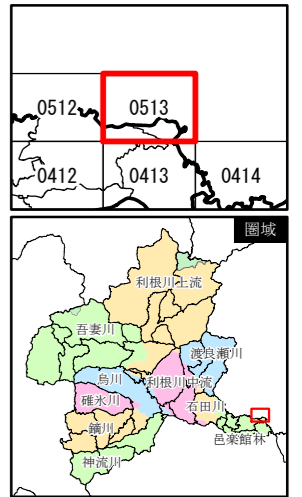 0512 0513
0412 0413 0414
圏域
利根川上流
吾妻川
渡良瀬川
烏川 利根川中流
碓氷川 石田川
鏑川 邑楽館林
神流川